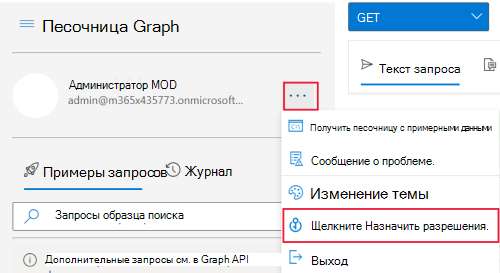 Песочница Graph
GET
Администратор MOD
admin@m365x435773.onmicrosoft...
...
Текст запроса
Получить песочницу с примерными данными
Сообщение о проблеме.
Примеры запросов
Журнал
Изменение темы
Запросы образца поиска
Щелкните Назначить разрешения.
Дополнительные запросы см. в Graph API
Выход